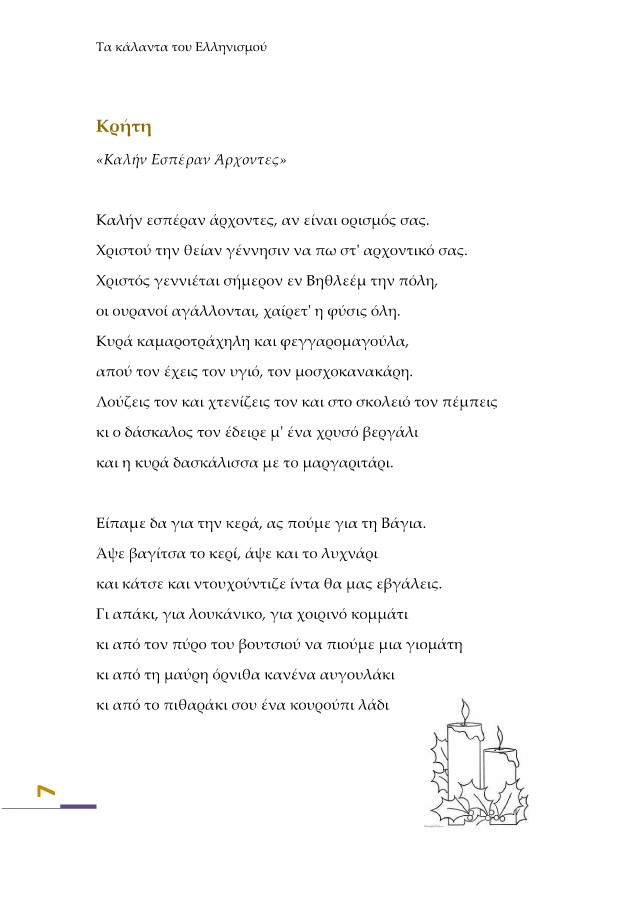 Τα κάλαντα του Ελληνισμού
Κρήτη
«Καλήν Εσπέραν Άρχοντες»
Καλήν εσπέραν άρχοντες, αν είναι ορισμός σας.
Χριστού την θείαν γέννησιν να πω στ' αρχοντικό σας.
Χριστός γεννιέται σήμερον εν Βηθλεέμ την πόλη,
οι ουρανοί αγάλλονται, χαίρετ' η φύσις όλη.
Κυρά καμαροτράχηλη και φεγγαρομαγούλα,
απού τον έχεις τον υγιό, τον μοσχοκανακάρη.
Λούζεις τον και χτενίζεις τον και στο σκολειό τον πέμπεις
κι ο δάσκαλος τον έδειρε μ' ένα χρυσό βεργάλι
και η κυρά δασκάλισσα με το μαργαριτάρι.
Είπαμε δα για την κερά, ας πούμε για τη Βάγια.
Άψε βαγίτσα το κερί, άψε και το λυχνάρι
και κάτσε και ντουχούντιζε ίντα θα μας εβγάλεις.
Γι απάκι, για λουκάνικο, για χοιρινό κομμάτι
κι από τον πύρο του βουτσιού να πιούμε μια γιομάτη
κι από τη μαύρη όρνιθα κανένα αυγουλάκι
κι από το πιθαράκι σου ένα κουρούπι λάδι
7